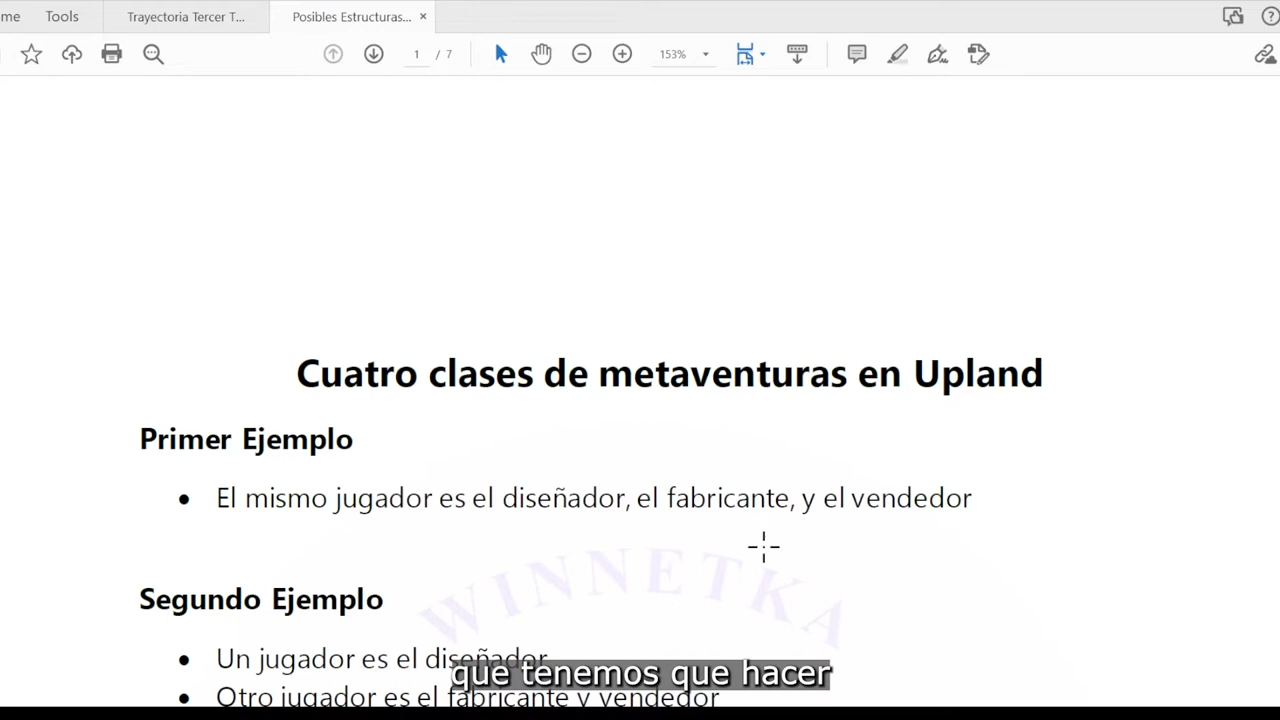 me Tools Trayectoria Tercer T... Posibles Estructuras... ×
1 / 7 153%
Cuatro clases de metaventuras en Upland
Primer Ejemplo
• El mismo jugador es el diseñador, el fabricante, y el vendedor
WINNETKA
Segundo Ejemplo
• Un jugador es el diseñador
que tenemos que hacer
• Otro jugador es el fabricante y vendedor